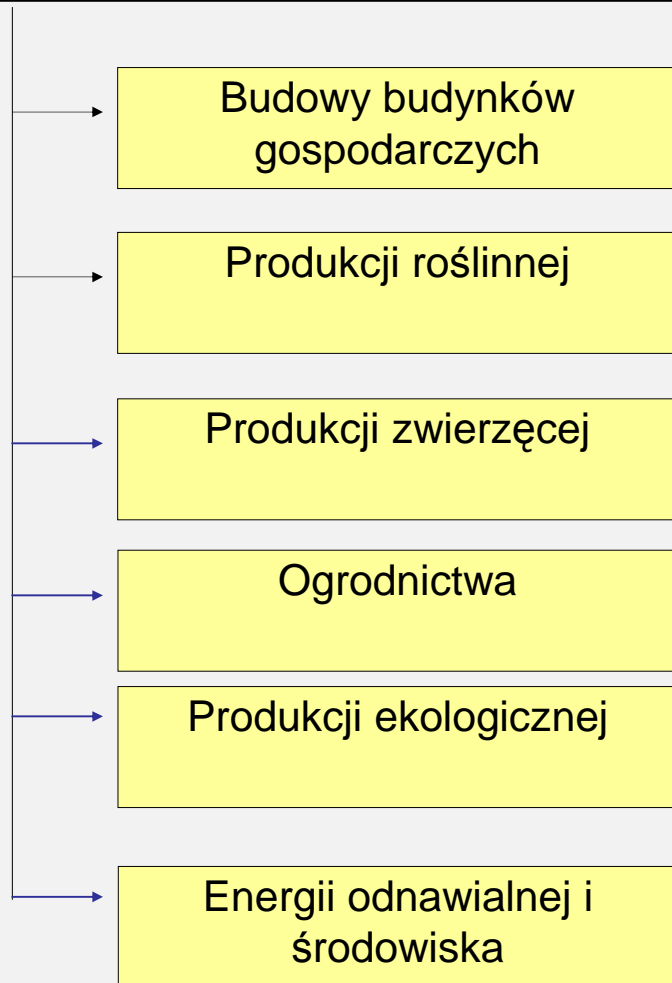 Budowy budynków
gospodarczych
Produkcji roślinnej
Produkcji zwierzęcej
Ogrodnictwa
Produkcji ekologicznej
Energii odnawialnej i
środowiska